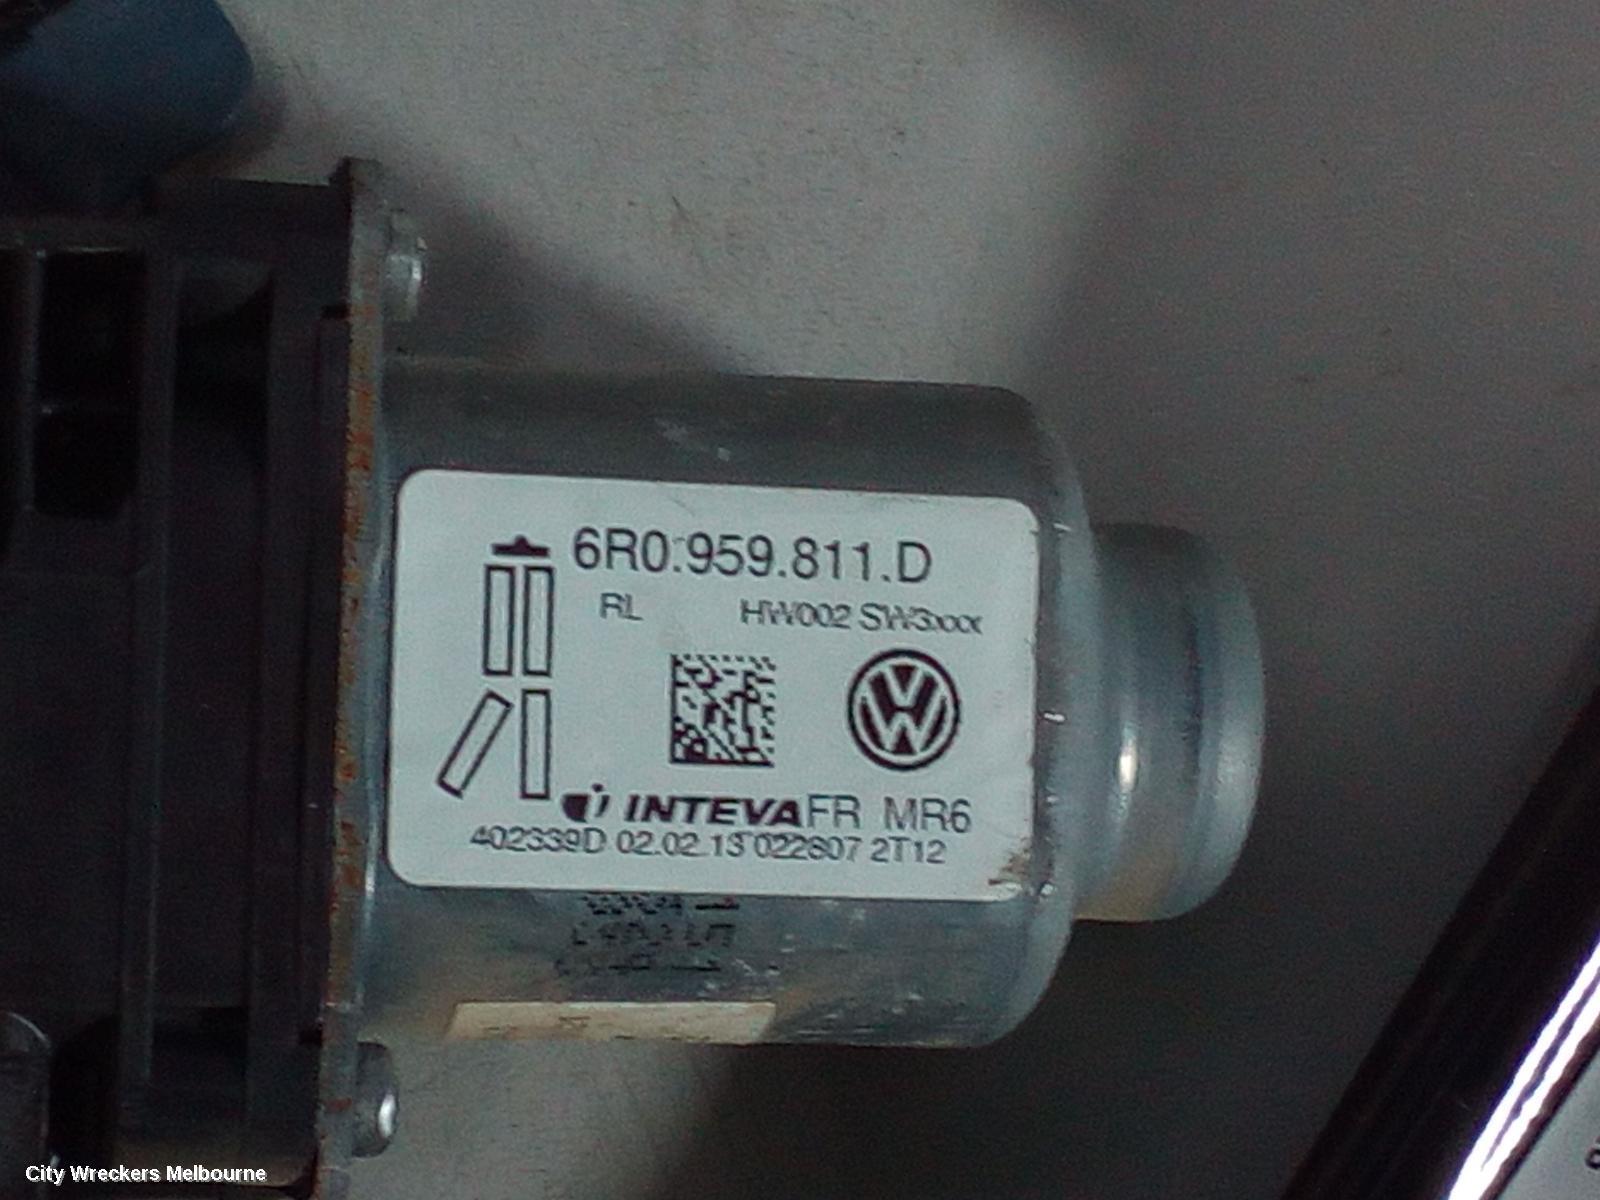 6R0.959.811.D
RL HW002 SW3xxx
INTEVA FR MR6
402339D 02.02.13 022807 2T12
City Wreckers Melbourne